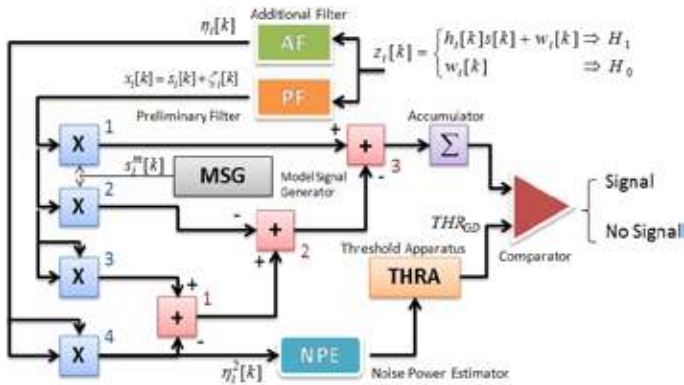 Additional Filter
η_i[k]
AF
z_i[k] = { h_i[k]s[k] + w_i[k] ⇒ H_1
w_i[k] ⇒ H_0
x_i[k] = s_i[k] + ζ_i[k]
PF
Preliminary Filter
Accumulator
X 1
+
+
-
3
Σ
s_i^m[k]
MSG
Model Signal
Generator
X 2
-
+
+
2
Signal
THR_GD
No Signal
Comparator
Threshold Apparatus
THRA
X 3
+
+
-
1
X 4
NPE
η_i^2[k]
Noise Power Estimator